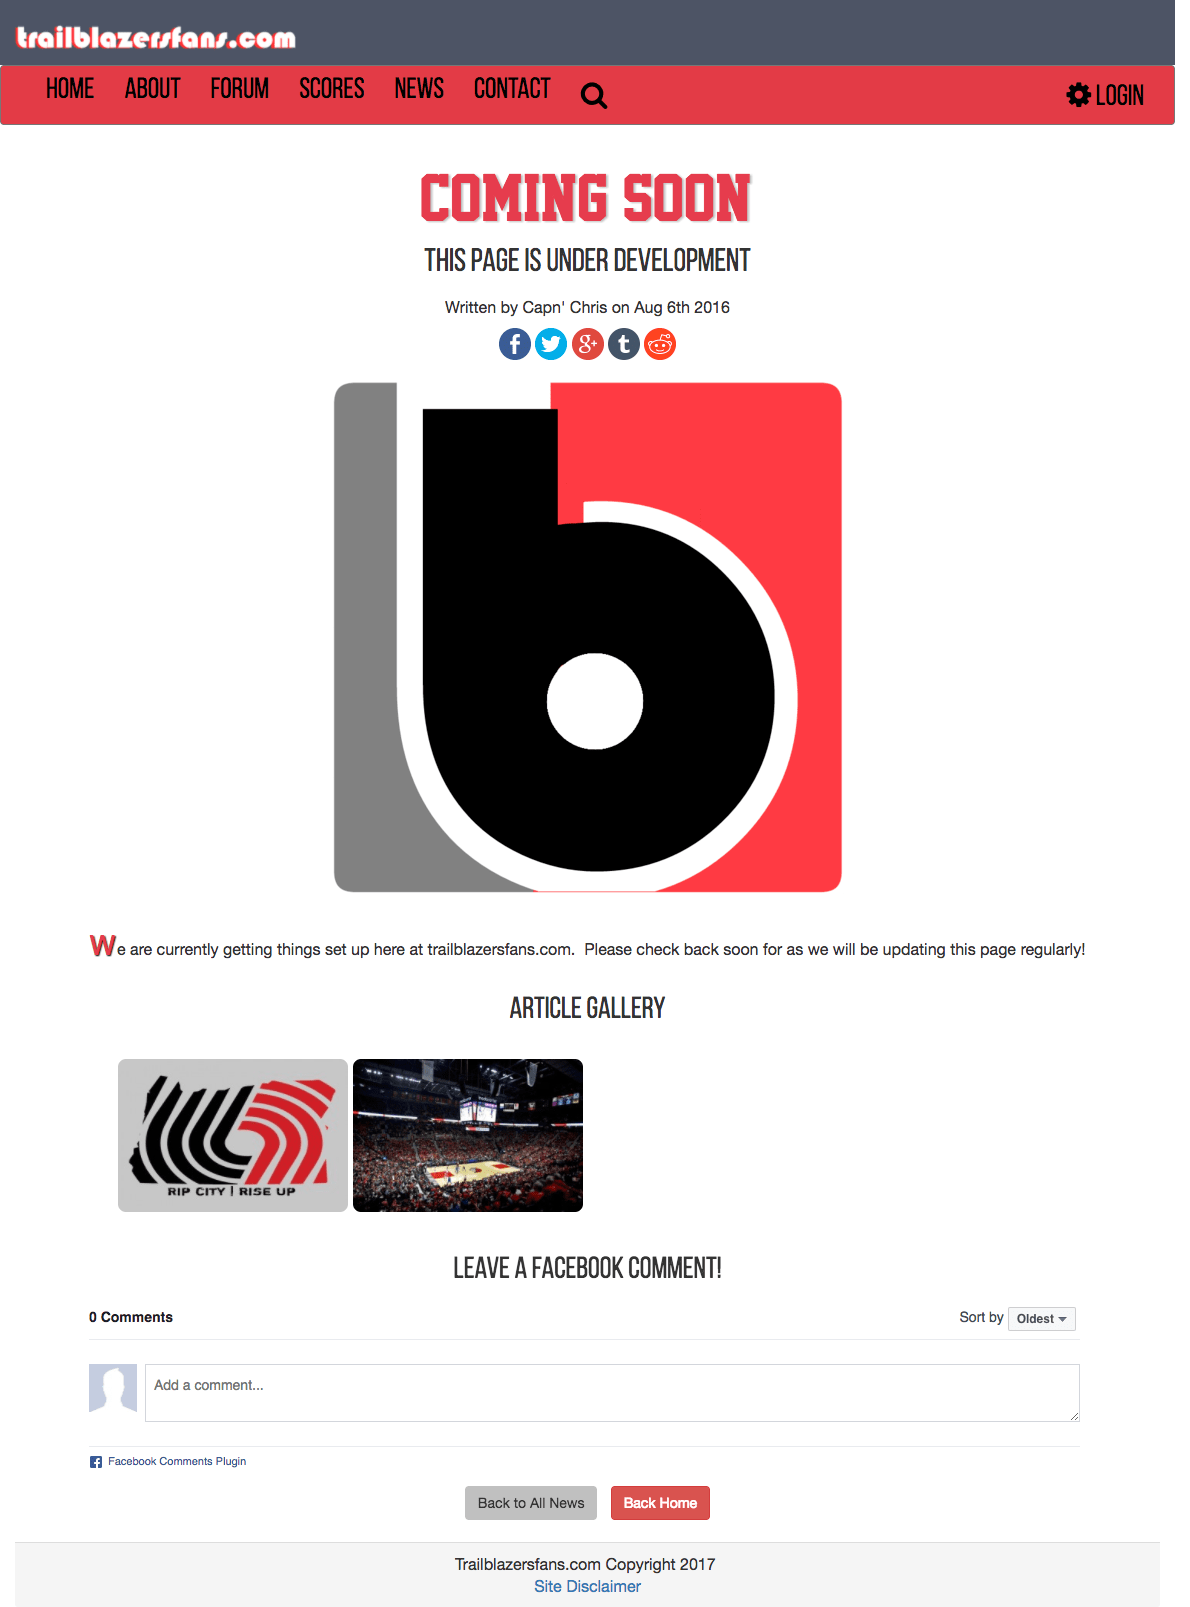 trailblazersfans.com
HOME ABOUT FORUM SCORES NEWS CONTACT LOGIN
COMING SOON
THIS PAGE IS UNDER DEVELOPMENT
Written by Capn' Chris on Aug 6th 2016
We are currently getting things set up here at trailblazersfans.com. Please check back soon for as we will be updating this page regularly!
ARTICLE GALLERY
RIP CITY | RISE UP
LEAVE A FACEBOOK COMMENT!
0 Comments Sort by Oldest
Add a comment...
Facebook Comments Plugin
Back to All News Back Home
Trailblazersfans.com Copyright 2017
Site Disclaimer